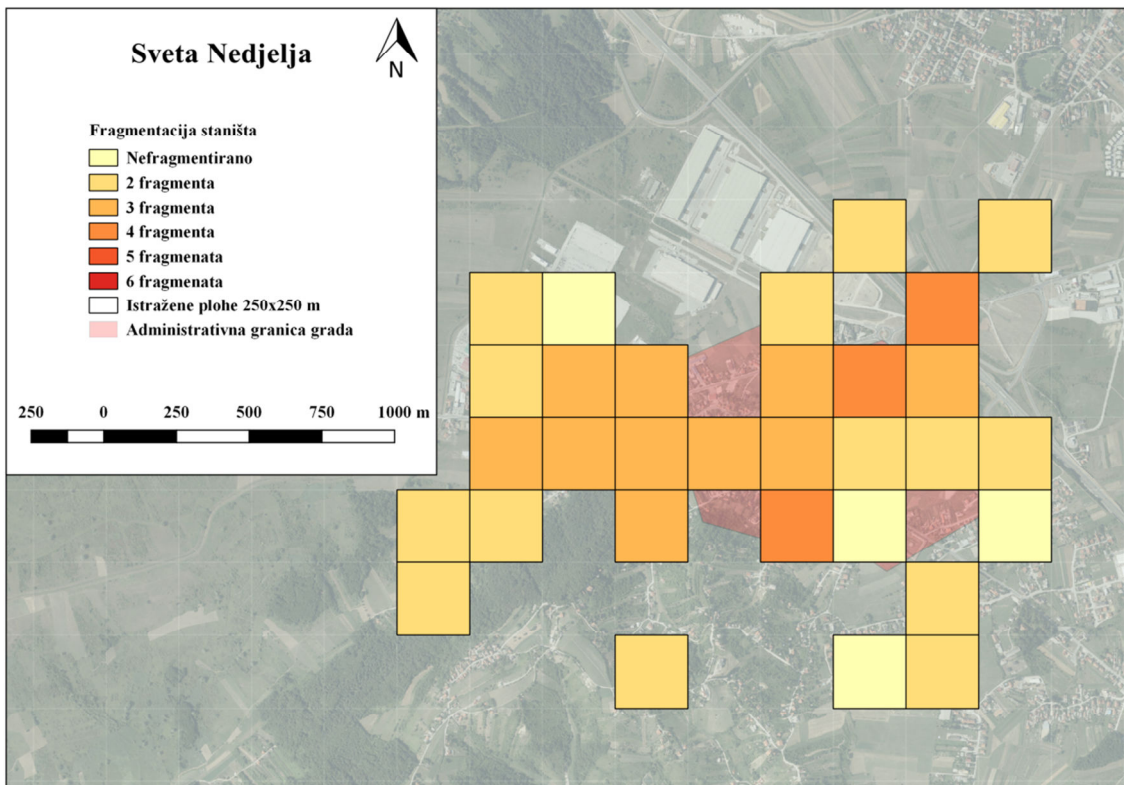 Sveta Nedjelja
N
Fragmentacija staništa
Nefragmentirano
2 fragmenta
3 fragmenta
4 fragmenta
5 fragmenata
6 fragmenata
Istražene plohe 250x250 m
Administrativna granica grada
250 0 250 500 750 1000 m